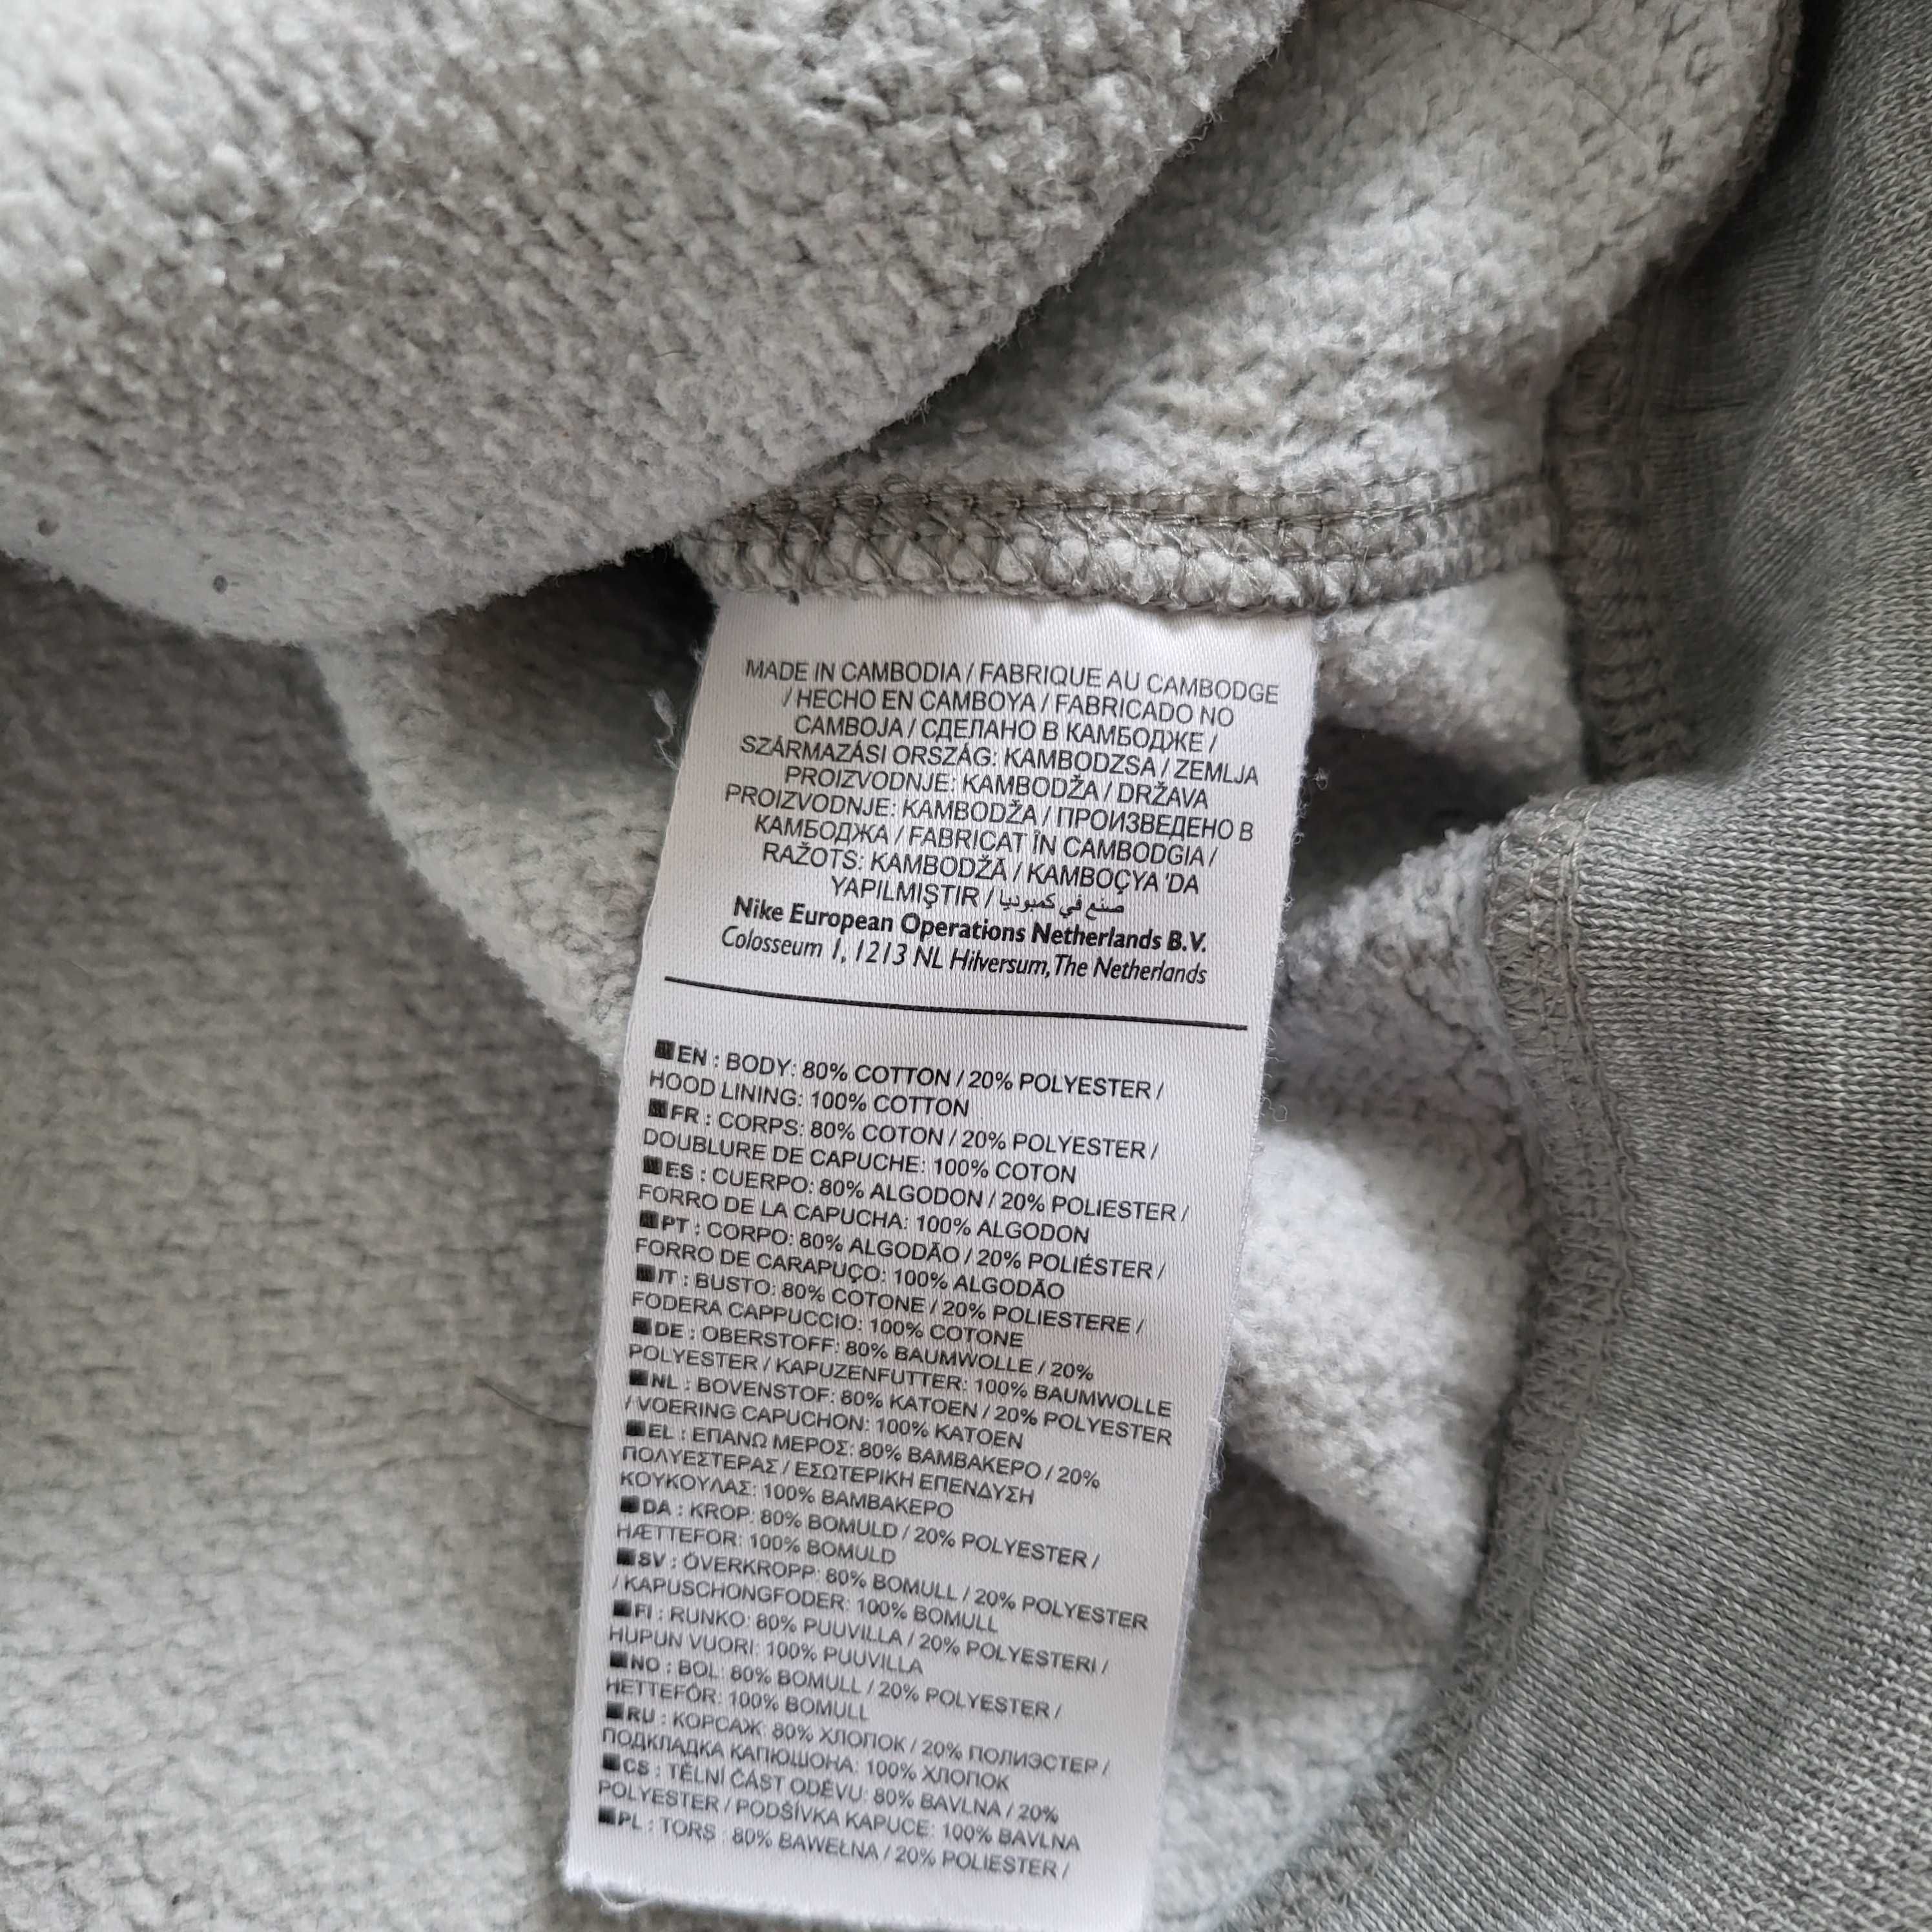 MADE IN CAMBODIA / FABRIQUE AU CAMBODGE
/ HECHO EN CAMBOYA / FABRICADO NO
CAMBOJA / СДЕЛАНО В КАМБОДЖЕ /
SZÁRMAZÁSI ORSZÁG: KAMBODZSA / ZEMLJA
PROIZVODNJE: KAMBODŽA / DRŽAVA
PROIZVODNJE: KAMBODŽA / ПРОИЗВЕДЕНО В
КАМБОДЖА / FABRICAT ÎN CAMBODGIA /
RAŽOTS: KAMBODŽĀ / KAMBOÇYA 'DA
YAPILMIŞTIR / صنع في كمبوديا
Nike European Operations Netherlands B.V.
Colosseum 1, 1213 NL Hilversum, The Netherlands
EN : BODY: 80% COTTON / 20% POLYESTER /
HOOD LINING: 100% COTTON
FR : CORPS: 80% COTON / 20% POLYESTER /
DOUBLURE DE CAPUCHE: 100% COTON
ES : CUERPO: 80% ALGODON / 20% POLIESTER /
FORRO DE LA CAPUCHA: 100% ALGODON
PT : CORPO: 80% ALGODÃO / 20% POLIÉSTER /
FORRO DE CARAPUÇO: 100% ALGODÃO
IT : BUSTO: 80% COTONE / 20% POLIESTERE /
FODERA CAPPUCCIO: 100% COTONE
DE : OBERSTOFF: 80% BAUMWOLLE / 20%
POLYESTER / KAPUZENFUTTER: 100% BAUMWOLLE
NL : BOVENSTOF: 80% KATOEN / 20% POLYESTER
/ VOERING CAPUCHON: 100% KATOEN
EL : ΕΠΑΝΩ ΜΕΡΟΣ: 80% ΒΑΜΒΑΚΕΡΟ / 20%
ΠΟΛΥΕΣΤΕΡΑΣ / ΕΣΩΤΕΡΙΚΗ ΕΠΕΝΔΥΣΗ
ΚΟΥΚΟΥΛΑΣ: 100% ΒΑΜΒΑΚΕΡΟ
DA : KROP: 80% BOMULD / 20% POLYESTER /
HÆTTEFOR: 100% BOMULD
SV : ÖVERKROPP: 80% BOMULL / 20% POLYESTER
/ KAPUSCHONGFODER: 100% BOMULL
FI : RUNKO: 80% PUUVILLA / 20% POLYESTERI /
HUPUN VUORI: 100% PUUVILLA
NO : BOL: 80% BOMULL / 20% POLYESTER /
HETTEFÔR: 100% BOMULL
RU : КОРСАЖ: 80% ХЛОПОК / 20% ПОЛИЭСТЕР /
ПОДКЛАДКА КАПЮШОНА: 100% ХЛОПОК
CS : TĚLNÍ ČÁST ODĚVU: 80% BAVLNA / 20%
POLYESTER / PODŠÍVKA KAPUCE: 100% BAVLNA
PL : TORS : 80% BAWEŁNA / 20% POLIESTER /